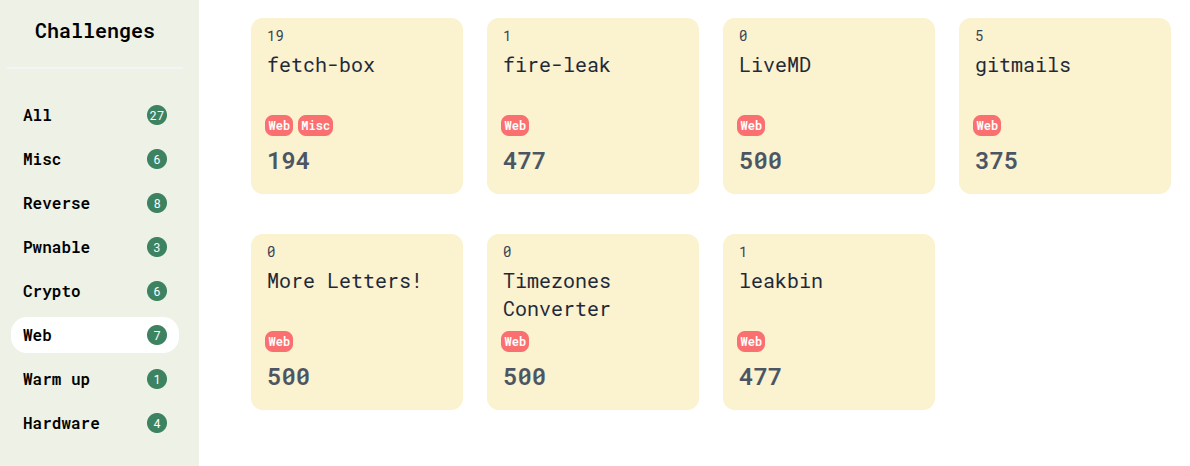 Challenges
All 27
Misc 6
Reverse 8
Pwnable 3
Crypto 6
Web 7
Warm up 1
Hardware 4
19
fetch-box
Web Misc
194
1
fire-leak
Web
477
0
LiveMD
Web
500
5
gitmails
Web
375
0
More Letters!
Web
500
0
Timezones
Converter
Web
500
1
leakbin
Web
477